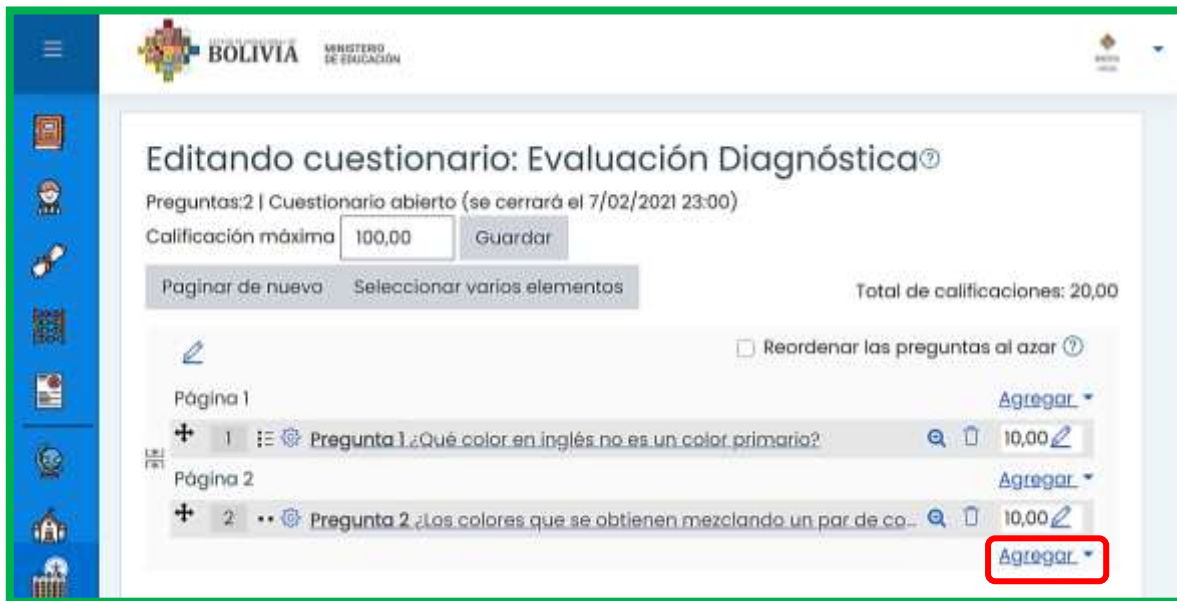 BOLIVIA
MINISTERIO
DE EDUCACIÓN
Editando cuestionario: Evaluación Diagnóstica?
Preguntas:2 | Cuestionario abierto (se cerrará el 7/02/2021 23:00)
Calificación máxima 100,00 Guardar
Paginar de nuevo Seleccionar varios elementos Total de calificaciones: 20,00
Reordenar las preguntas al azar ?
Página 1 Agregar
1 Pregunta 1 ¿Qué color en inglés no es un color primario? 10,00
Página 2 Agregar
2 Pregunta 2 ¿Los colores que se obtienen mezclando un par de co... 10,00
Agregar